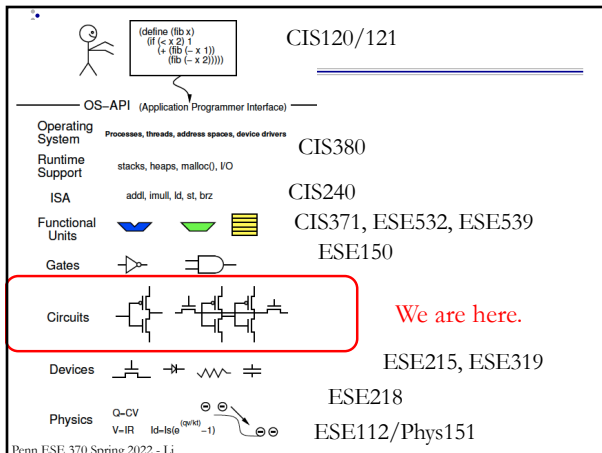 (define (fib x)
(if (< x 2) 1
(+ (fib (− x 1))
(fib (− x 2)))))
CIS120/121
OS−API (Application Programmer Interface)
Operating System
Processes, threads, address spaces, device drivers
CIS380
Runtime Support
stacks, heaps, malloc(), I/O
ISA
addl, imull, ld, st, brz
CIS240
Functional Units
CIS371, ESE532, ESE539
ESE150
Gates
Circuits
We are here.
Devices
ESE215, ESE319
ESE218
Physics
Q=CV
V=IR Id=Is(e^(qv/kt)−1)
ESE112/Phys151
Penn ESE 370 Spring 2022 - Li